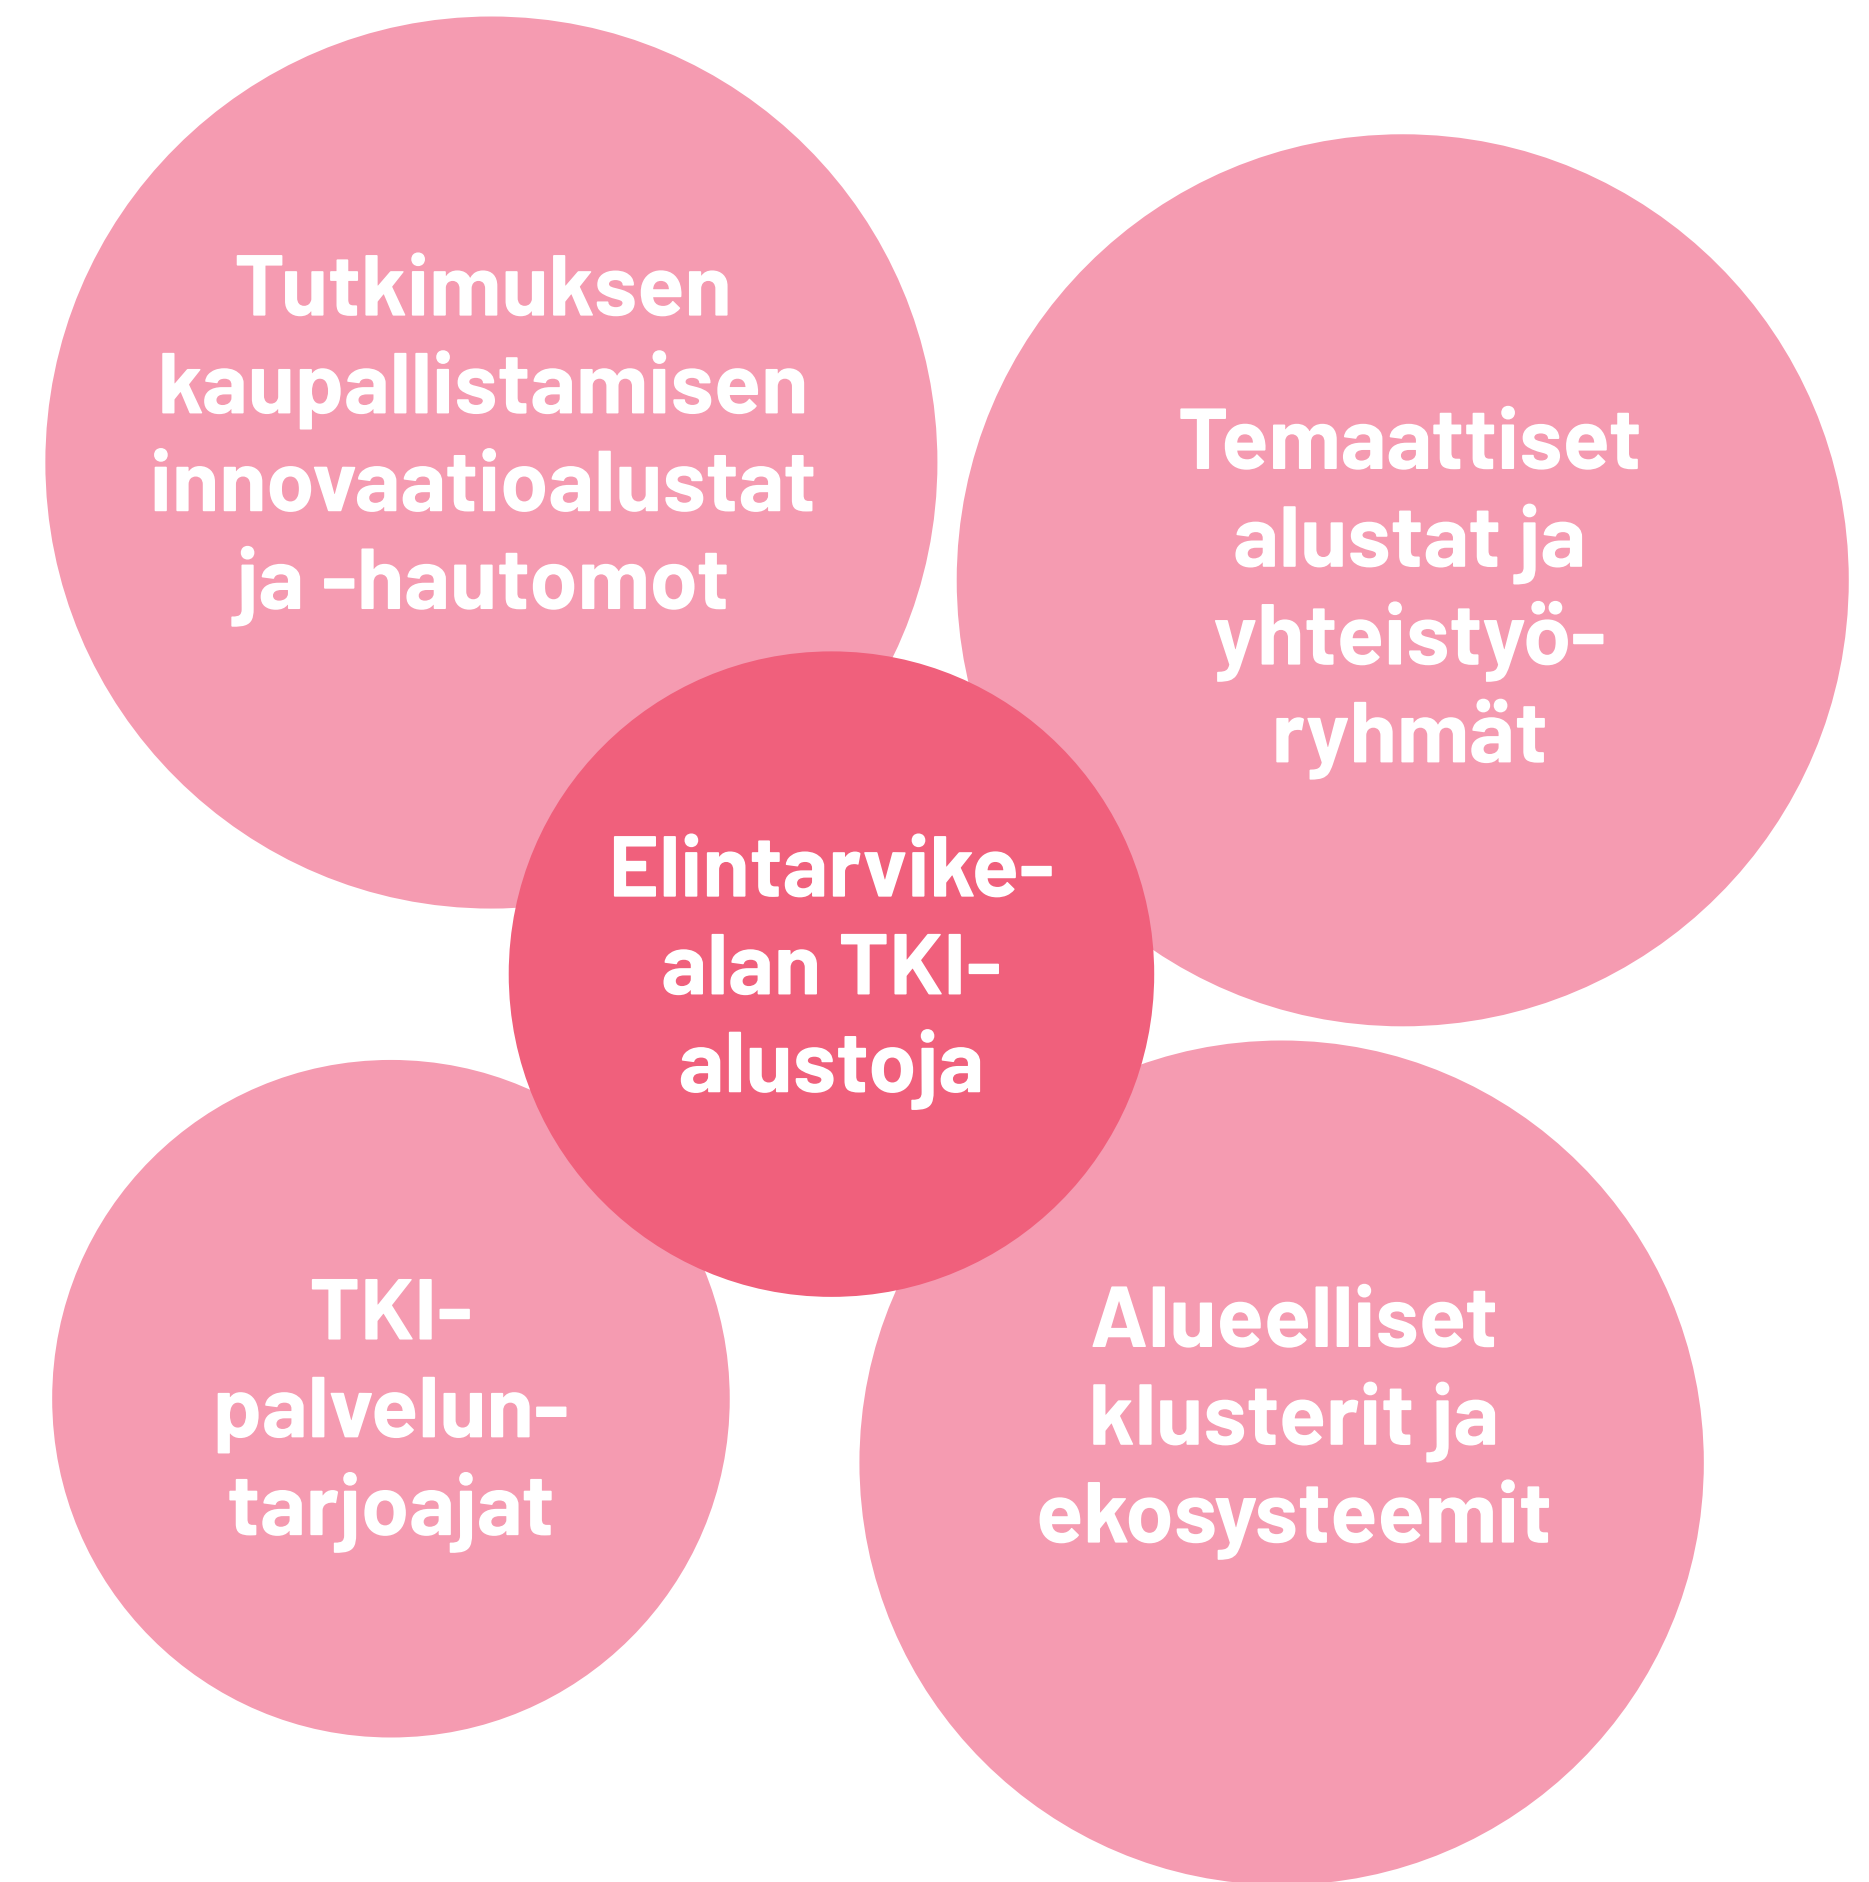 Tutkimuksen
kaupallistamisen
innovaatioalustat
ja -hautomot
Temaattiset
alustat ja
yhteistyö-
ryhmät
Elintarvike-
alan TKI-
alustoja
TKI-
palvelun-
tarjoajat
Alueelliset
klusterit ja
ekosysteemit